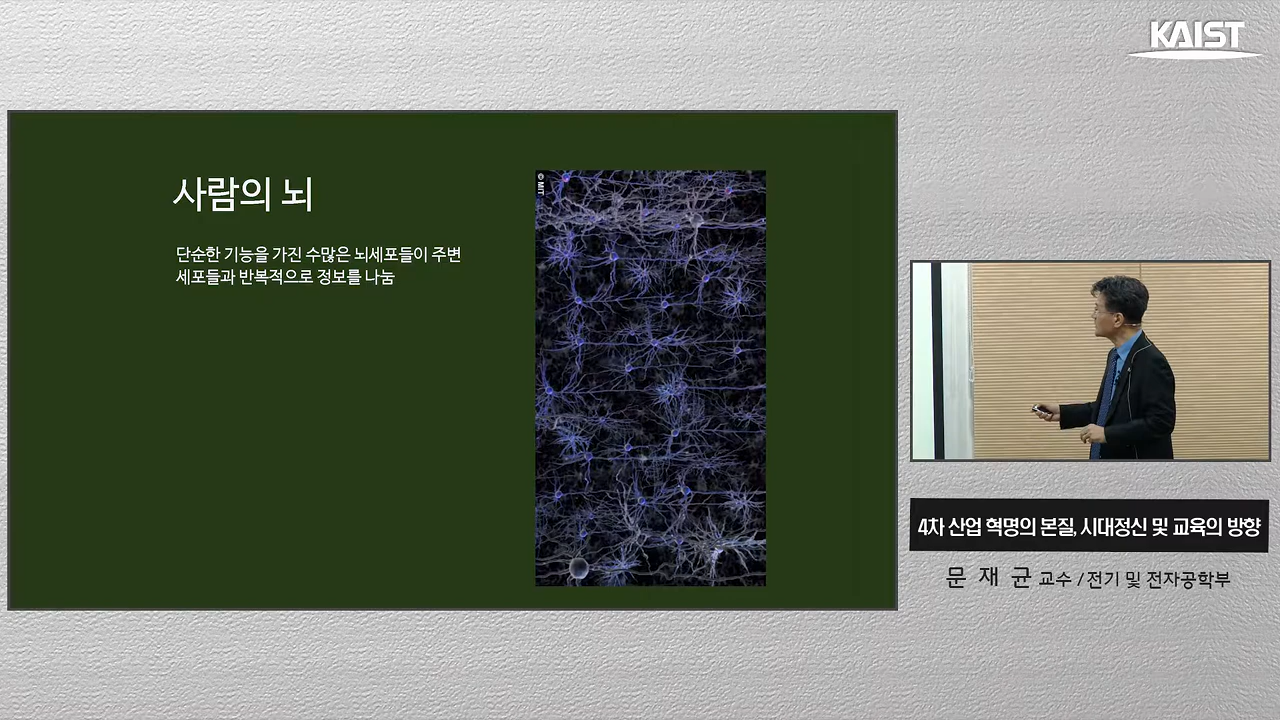 KAIST
사람의 뇌
단순한 기능을 가진 수많은 뇌세포들이 주변
세포들과 반복적으로 정보를 나눔
© MIT
4차 산업 혁명의 본질, 시대정신 및 교육의 방향
문 재 균 교수 / 전기 및 전자공학부